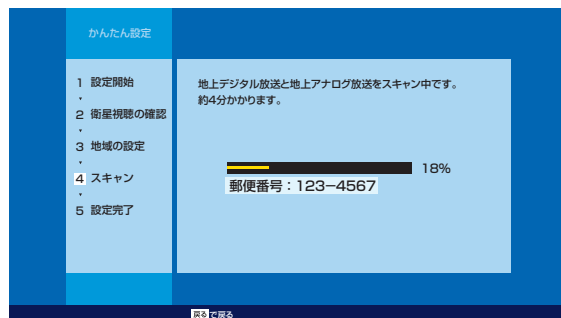 かんたん設定
1 設定開始
2 衛星視聴の確認
3 地域の設定
4 スキャン
5 設定完了
地上デジタル放送と地上アナログ放送をスキャン中です。
約4分かかります。
18%
郵便番号：123−4567
戻るで戻る